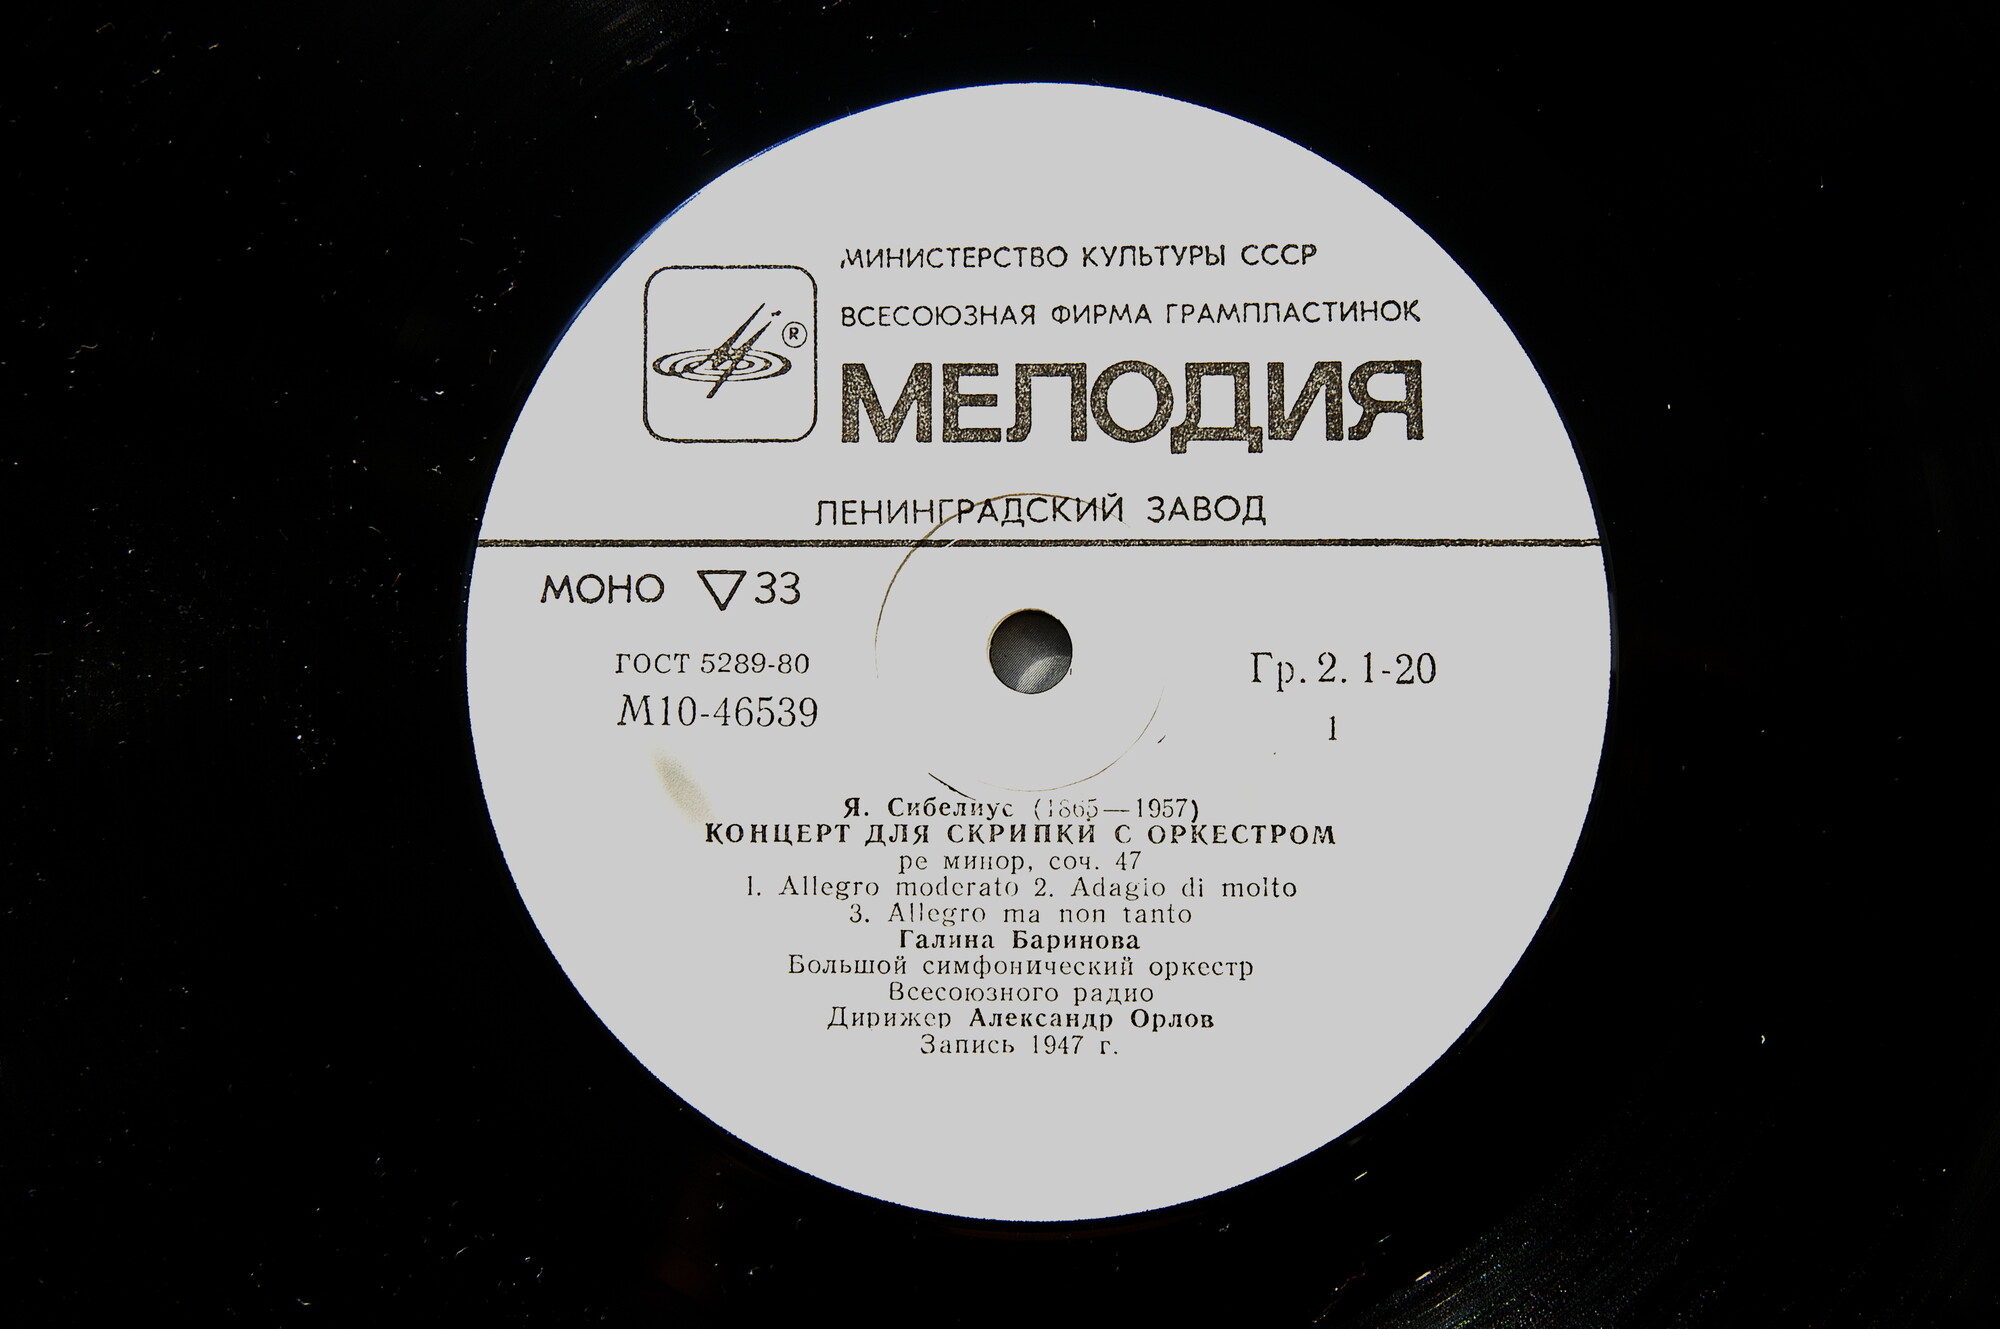 МИНИСТЕРСТВО КУЛЬТУРЫ СССР
ВСЕСОЮЗНАЯ ФИРМА ГРАМПЛАСТИНОК
®
МЕЛОДИЯ
ЛЕНИНГРАДСКИЙ ЗАВОД
МОНО ▽33
ГОСТ 5289-80
М10-46539
Гр. 2. 1-20
1
Я. Сибелиус (1865—1957)
КОНЦЕРТ ДЛЯ СКРИПКИ С ОРКЕСТРОМ
ре минор, соч. 47
1. Allegro moderato 2. Adagio di molto
3. Allegro ma non tanto
Галина Баринова
Большой симфонический оркестр
Всесоюзного радио
Дирижер Александр Орлов
Запись 1947 г.